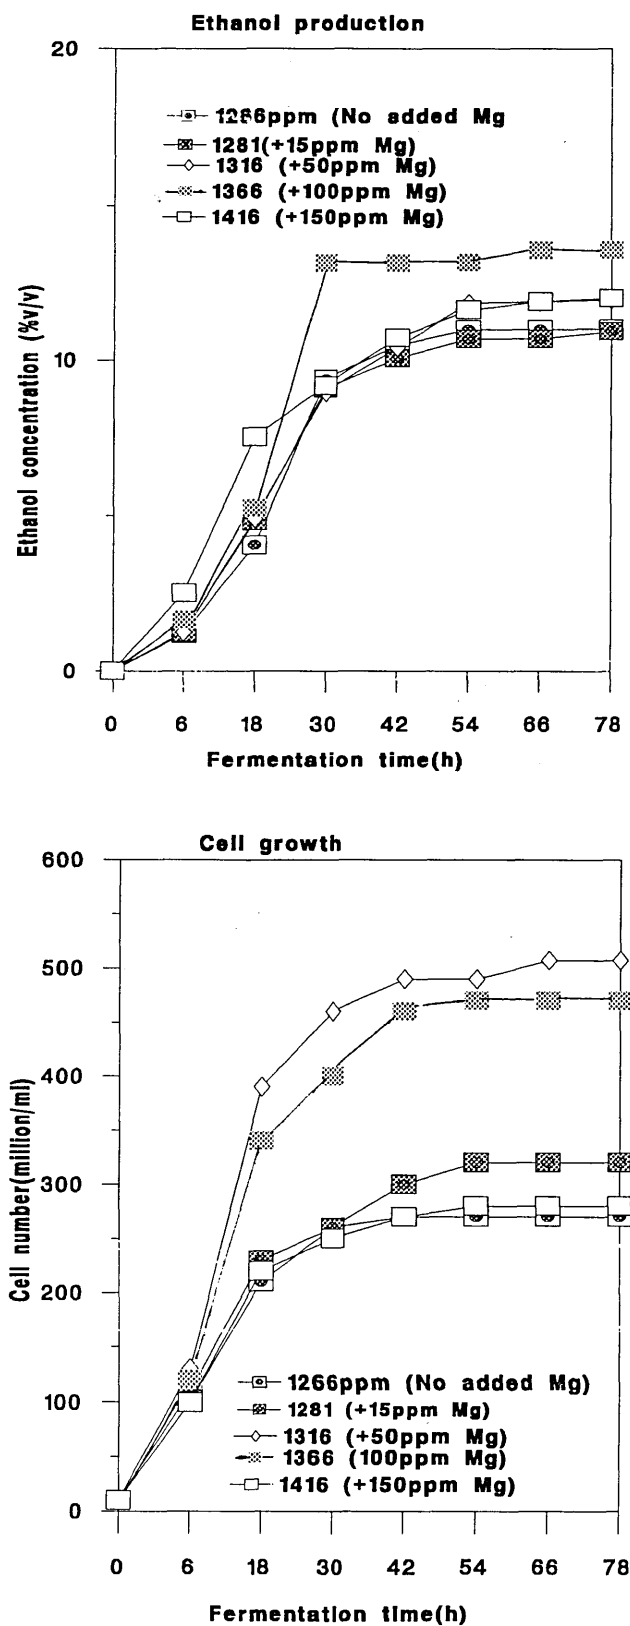 Ethanol production
20
1286ppm (No added Mg
1281(+15ppm Mg)
1316 (+50ppm Mg)
1366 (+100ppm Mg)
1416 (+150ppm Mg)
10
0
Ethanol concentration (%v/v)
0 6 18 30 42 54 66 78
Fermentation time(h)
Cell growth
600
500
400
300
200
100
0
Cell number(million/ml)
1266ppm (No added Mg)
1281 (+15ppm Mg)
1316 (+50ppm Mg)
1366 (100ppm Mg)
1416 (+150ppm Mg)
0 6 18 30 42 54 66 78
Fermentation time(h)